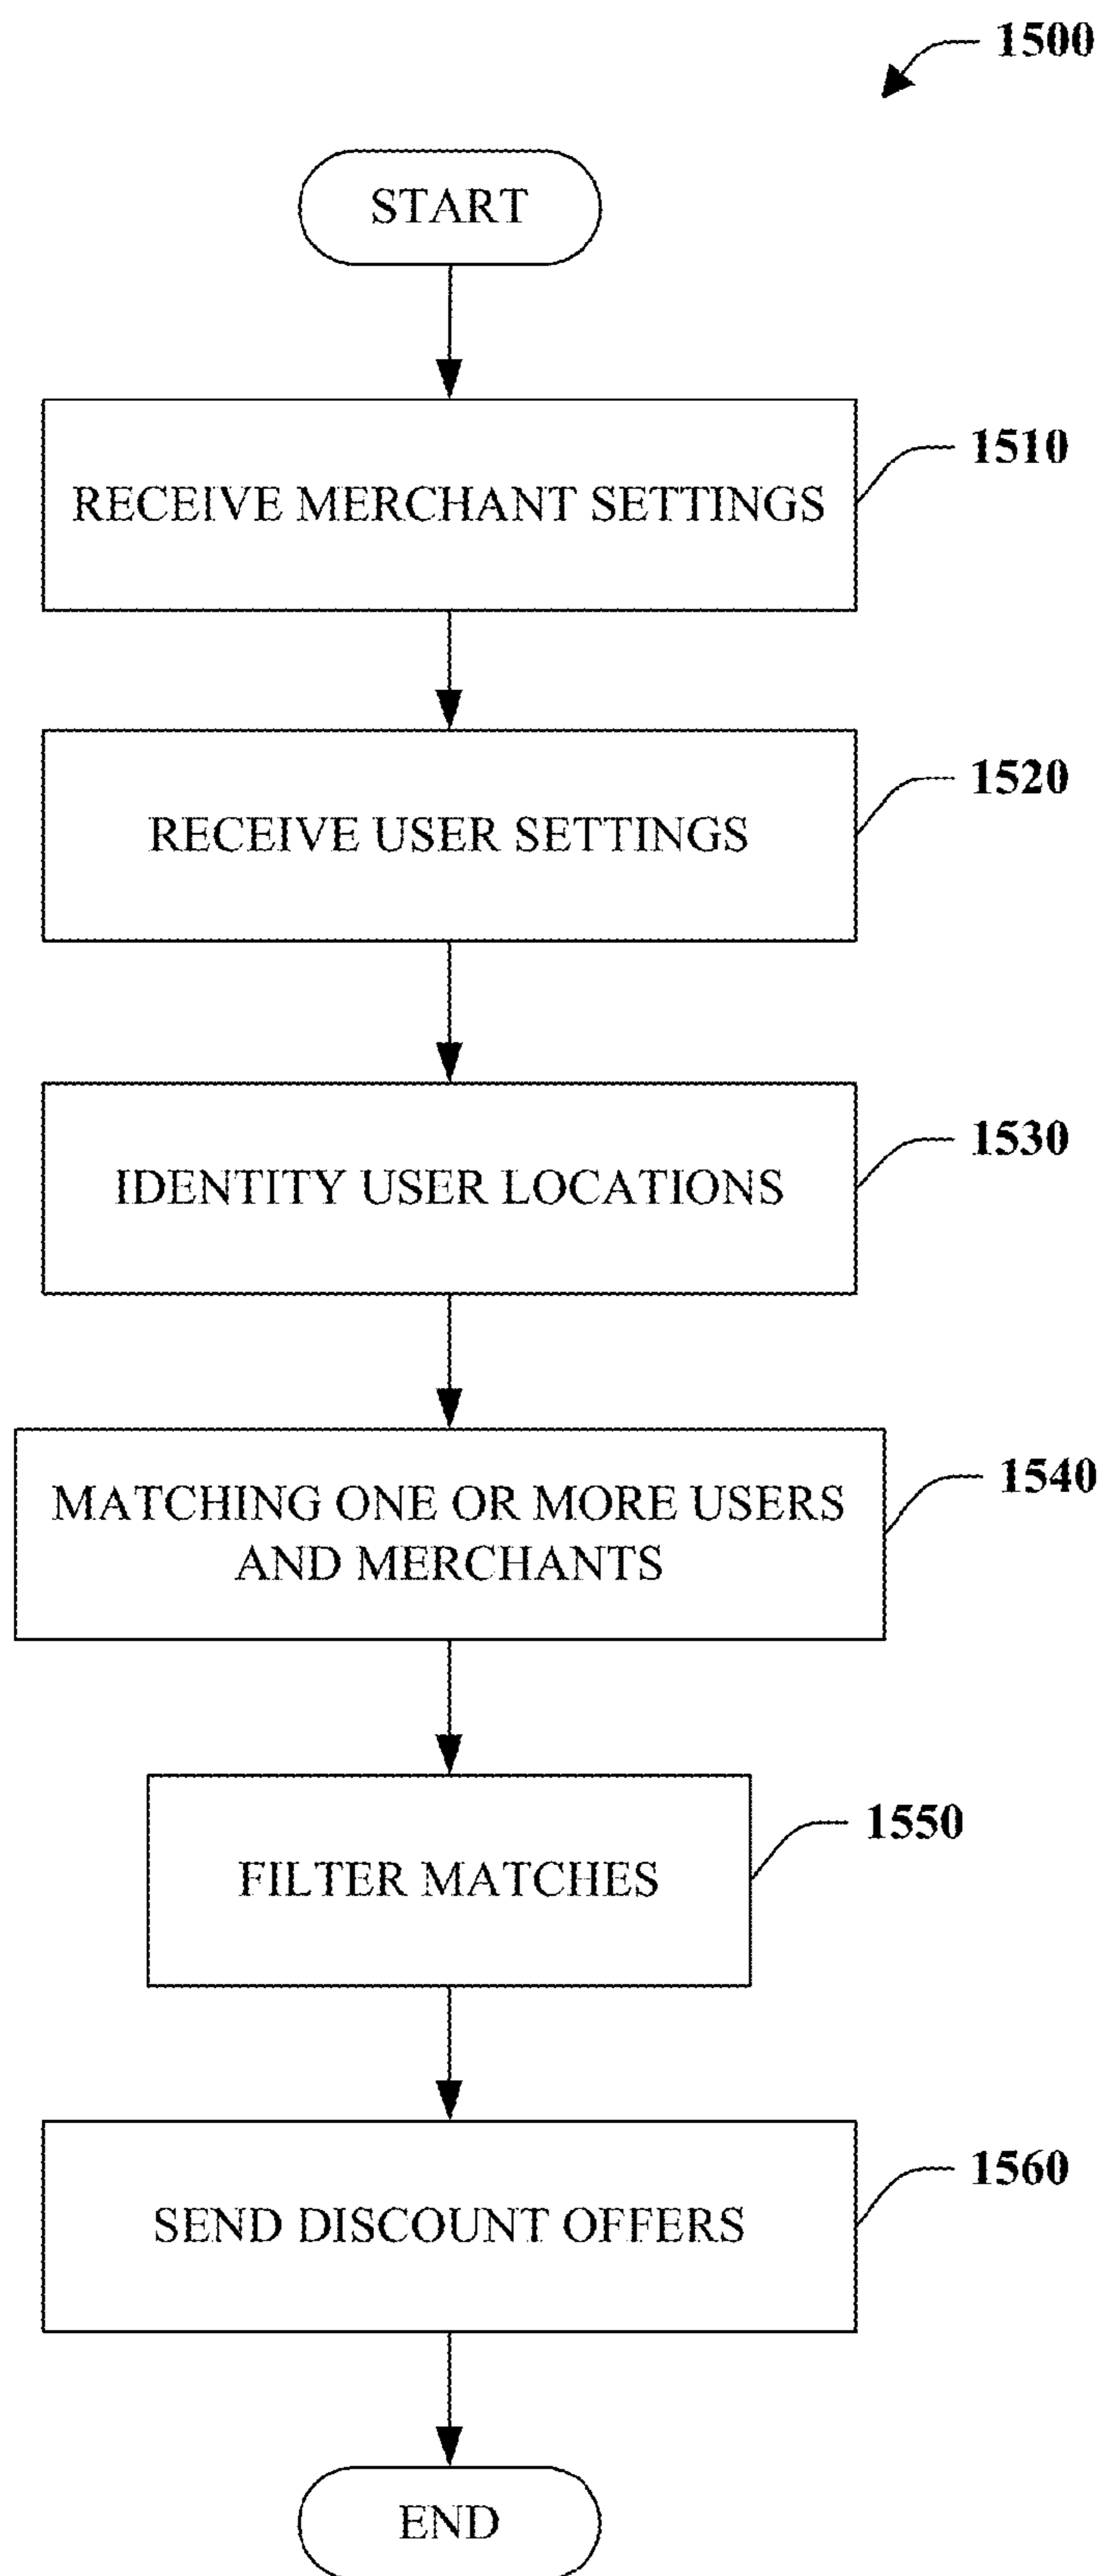 1500
START
RECEIVE MERCHANT SETTINGS
1510
RECEIVE USER SETTINGS
1520
IDENTITY USER LOCATIONS
1530
MATCHING ONE OR MORE USERS
AND MERCHANTS
1540
FILTER MATCHES
1550
SEND DISCOUNT OFFERS
1560
END